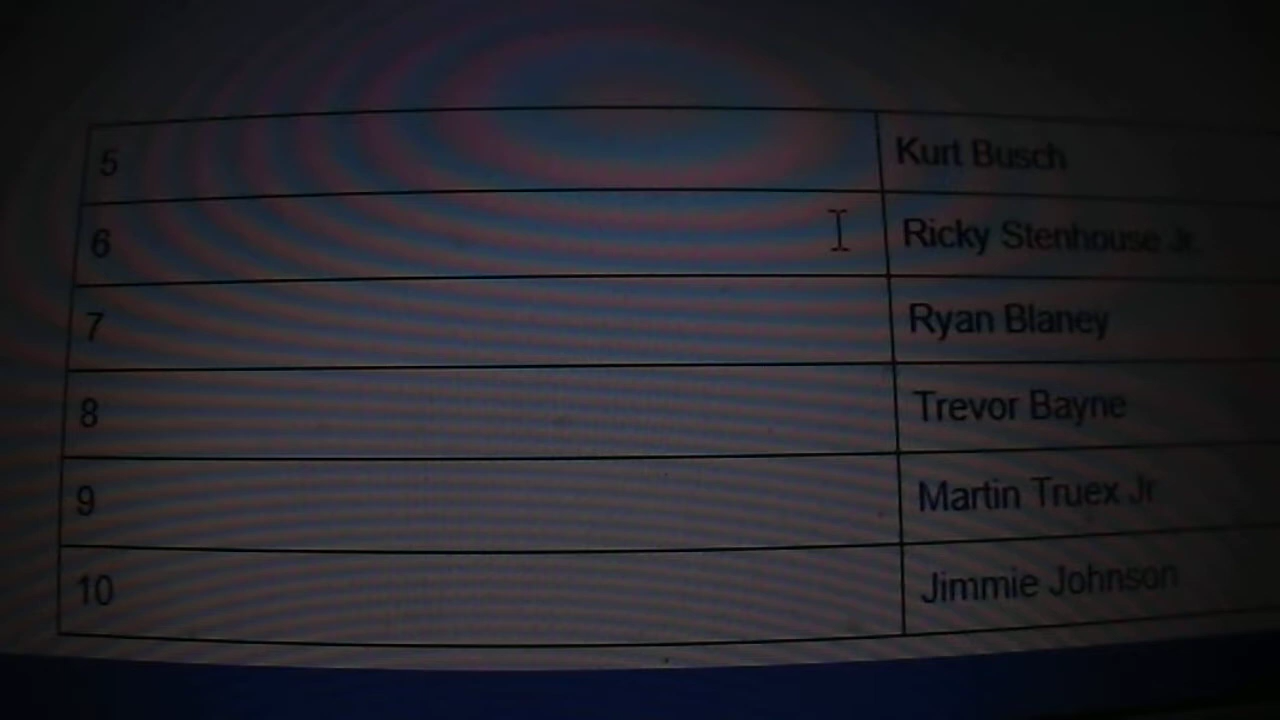 5 Kurt Busch
6 Ricky Stenhouse Jr.
7 Ryan Blaney
8 Trevor Bayne
9 Martin Truex Jr
10 Jimmie Johnson